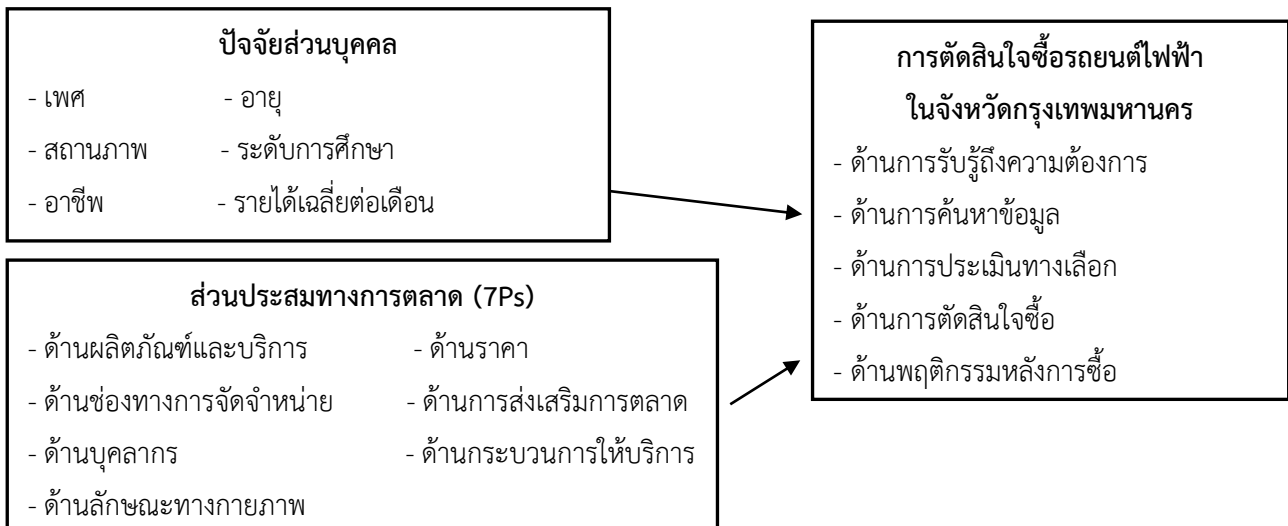 ปัจจัยส่วนบุคคล
- เพศ - อายุ
- สถานภาพ - ระดับการศึกษา
- อาชีพ - รายได้เฉลี่ยต่อเดือน
ส่วนประสมทางการตลาด (7Ps)
- ด้านผลิตภัณฑ์และบริการ - ด้านราคา
- ด้านช่องทางการจัดจำหน่าย - ด้านการส่งเสริมการตลาด
- ด้านบุคลากร - ด้านกระบวนการให้บริการ
- ด้านลักษณะทางกายภาพ
การตัดสินใจซื้อรถยนต์ไฟฟ้า
ในจังหวัดกรุงเทพมหานคร
- ด้านการรับรู้ถึงความต้องการ
- ด้านการค้นหาข้อมูล
- ด้านการประเมินทางเลือก
- ด้านการตัดสินใจซื้อ
- ด้านพฤติกรรมหลังการซื้อ